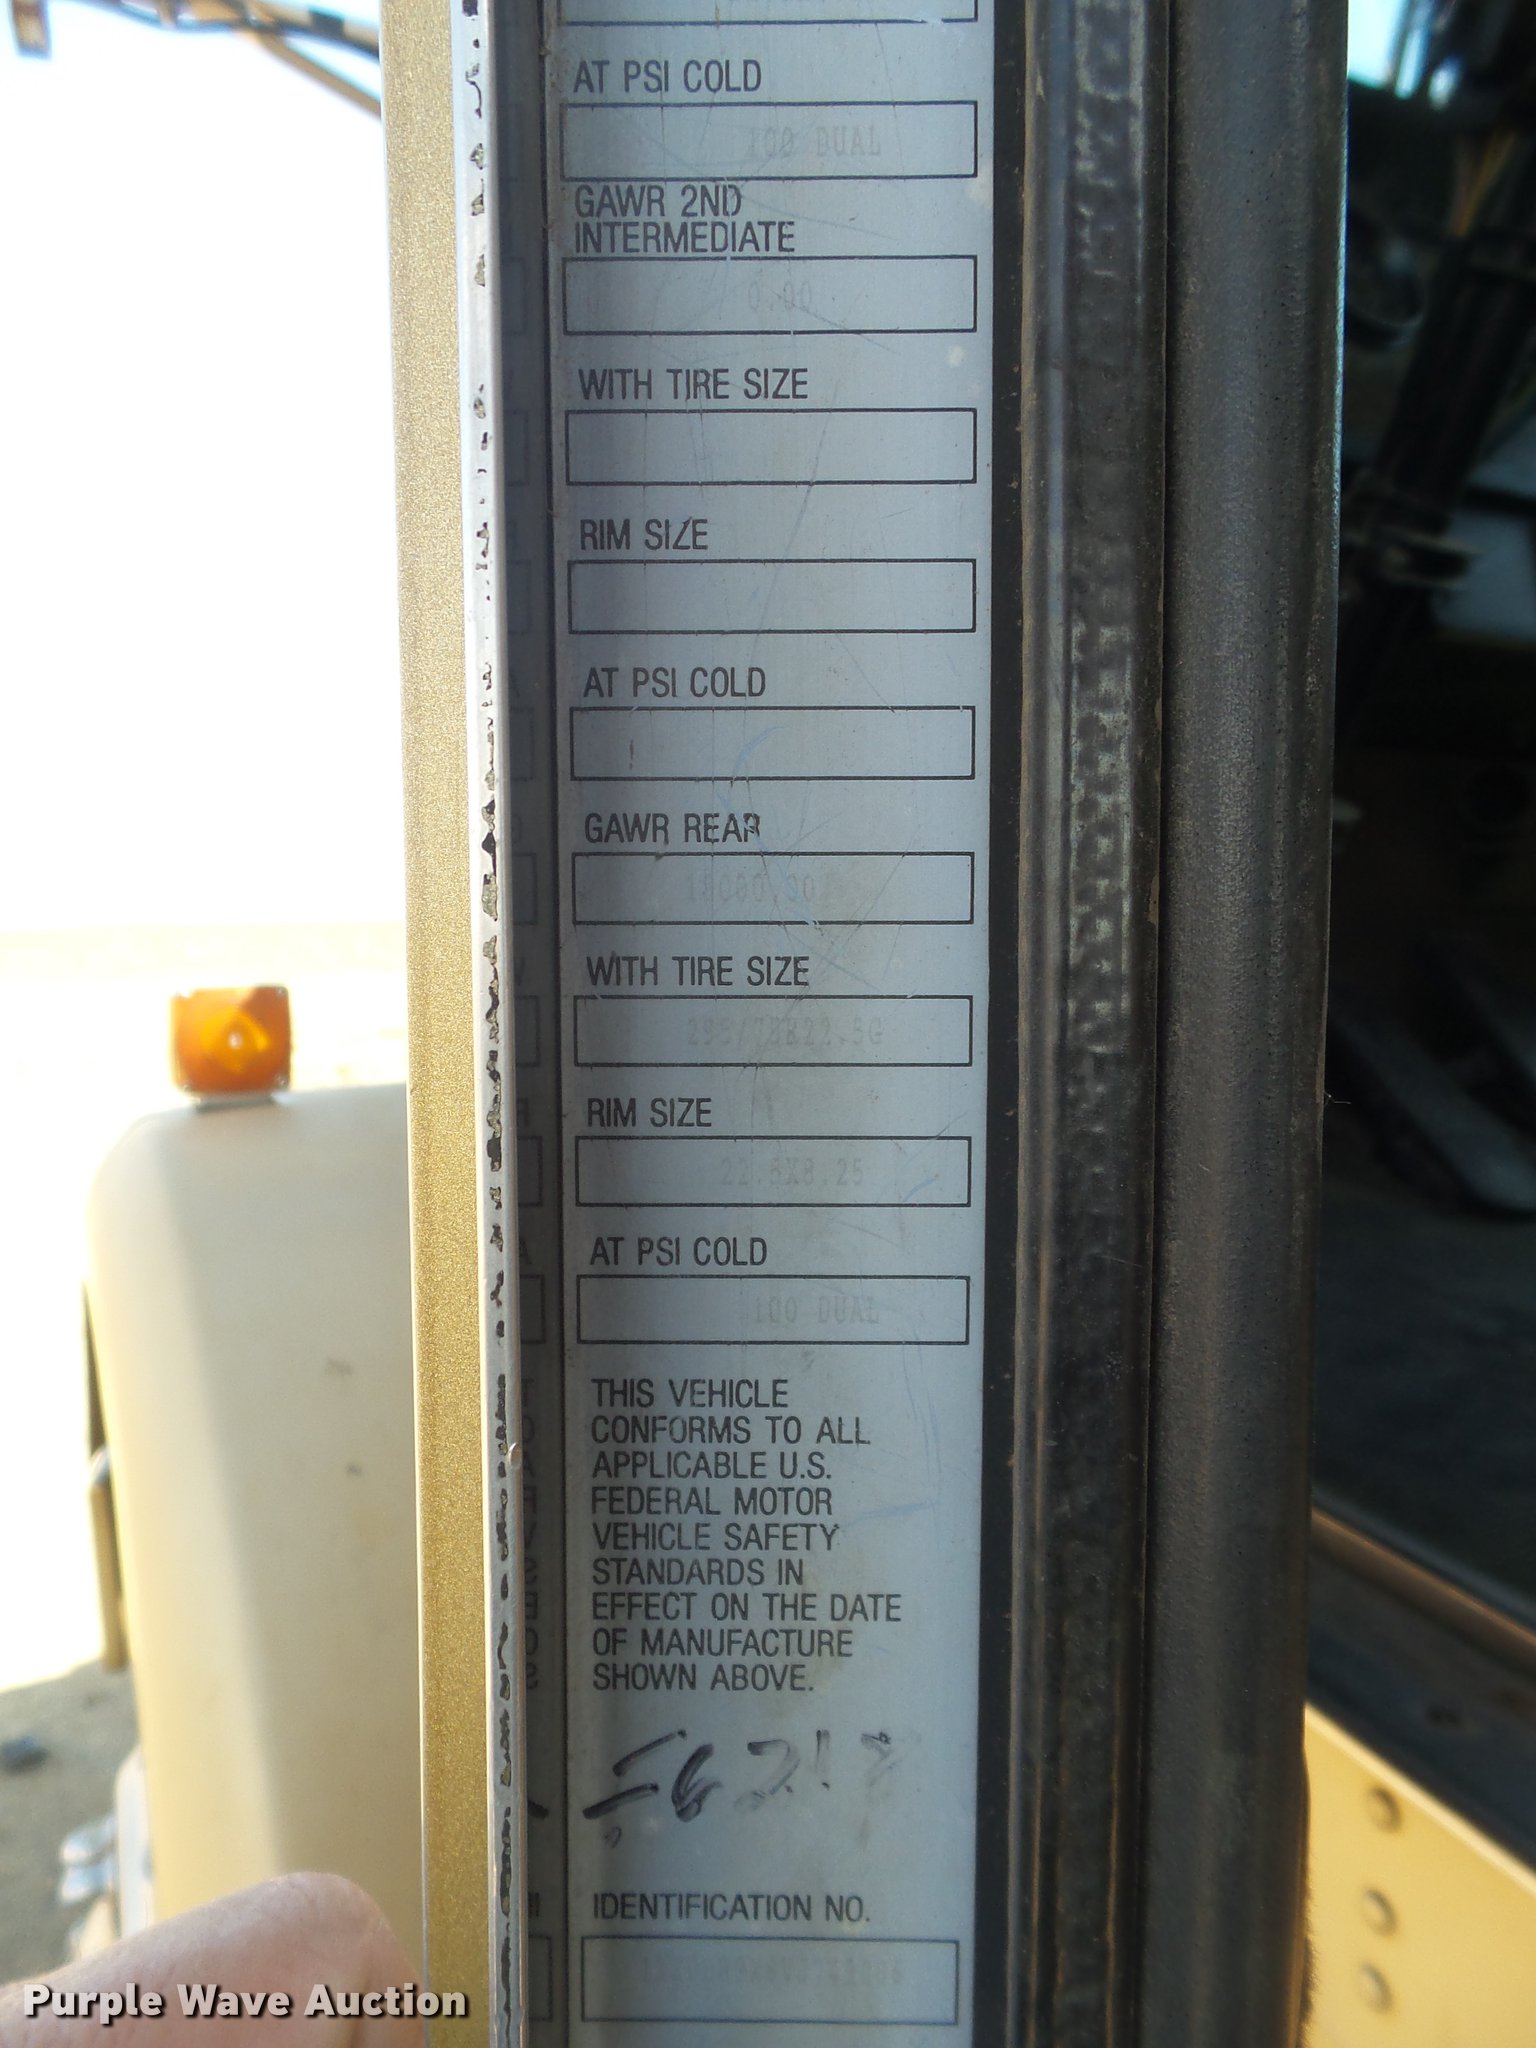 AT PSI COLD
100 DUAL
GAWR 2ND
INTERMEDIATE
0.00
WITH TIRE SIZE
RIM SIZE
AT PSI COLD
GAWR REAR
WITH TIRE SIZE
295/75R22.5G
RIM SIZE
22.5X8.25
AT PSI COLD
100 DUAL
THIS VEHICLE
CONFORMS TO ALL
APPLICABLE U.S.
FEDERAL MOTOR
VEHICLE SAFETY
STANDARDS IN
EFFECT ON THE DATE
OF MANUFACTURE
SHOWN ABOVE.
IDENTIFICATION NO.
Purple Wave Auction